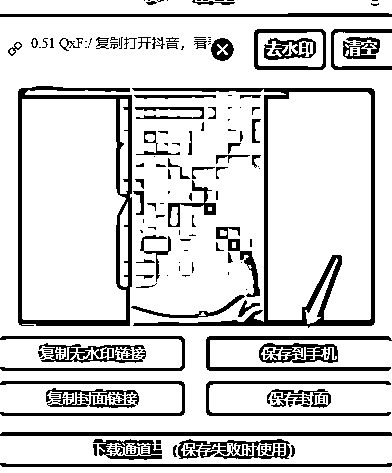 0.51 QxF:/ 复制打开抖音，看
去水印
清空
复制无水印链接
保存到手机
复制封面链接
保存封面
下载通道1 (保存失败时使用)